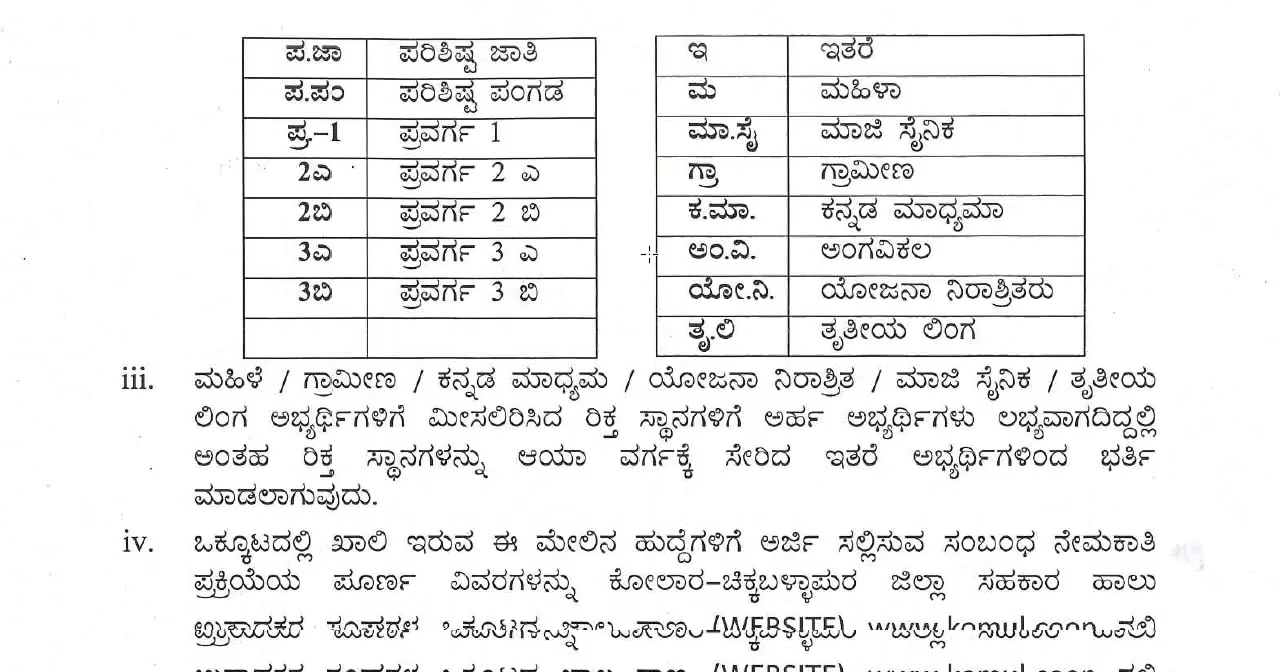 ಪ.ಜಾ ಪರಿಶಿಷ್ಟ ಜಾತಿ
ಪ.ಪಂ ಪರಿಶಿಷ್ಟ ಪಂಗಡ
ಪ್ರ.-1 ಪ್ರವರ್ಗ 1
2ಎ ಪ್ರವರ್ಗ 2 ಎ
2ಬಿ ಪ್ರವರ್ಗ 2 ಬಿ
3ಎ ಪ್ರವರ್ಗ 3 ಎ
3ಬಿ ಪ್ರವರ್ಗ 3 ಬಿ
ಇ ಇತರೆ
ಮ ಮಹಿಳಾ
ಮಾ.ಸೈ ಮಾಜಿ ಸೈನಿಕ
ಗ್ರಾ ಗ್ರಾಮೀಣ
ಕ.ಮಾ. ಕನ್ನಡ ಮಾಧ್ಯಮಾ
ಅಂ.ವಿ. ಅಂಗವಿಕಲ
ಯೋ.ನಿ. ಯೋಜನಾ ನಿರಾಶ್ರಿತರು
ತೃ.ಲಿ ತೃತೀಯ ಲಿಂಗ
iii. ಮಹಿಳೆ / ಗ್ರಾಮೀಣ / ಕನ್ನಡ ಮಾಧ್ಯಮ / ಯೋಜನಾ ನಿರಾಶ್ರಿತ / ಮಾಜಿ ಸೈನಿಕ / ತೃತೀಯ
ಲಿಂಗ ಅಭ್ಯರ್ಥಿಗಳಿಗೆ ಮೀಸಲಿರಿಸಿದ ರಿಕ್ತ ಸ್ಥಾನಗಳಿಗೆ ಅರ್ಹ ಅಭ್ಯರ್ಥಿಗಳು ಲಭ್ಯವಾಗದಿದ್ದಲ್ಲಿ
ಅಂತಹ ರಿಕ್ತ ಸ್ಥಾನಗಳನ್ನು ಆಯಾ ವರ್ಗಕ್ಕೆ ಸೇರಿದ ಇತರೆ ಅಭ್ಯರ್ಥಿಗಳಿಂದ ಭರ್ತಿ
ಮಾಡಲಾಗುವುದು.
iv. ಒಕ್ಕೂಟದಲ್ಲಿ ಖಾಲಿ ಇರುವ ಈ ಮೇಲಿನ ಹುದ್ದೆಗಳಿಗೆ ಅರ್ಜಿ ಸಲ್ಲಿಸುವ ಸಂಬಂಧ ನೇಮಕಾತಿ
ಪ್ರಕ್ರಿಯೆಯ ಪೂರ್ಣ ವಿವರಗಳನ್ನು ಕೋಲಾರ-ಚಿಕ್ಕಬಳ್ಳಾಪುರ ಜಿಲ್ಲಾ ಸಹಕಾರ ಹಾಲು
(WEBSITE)